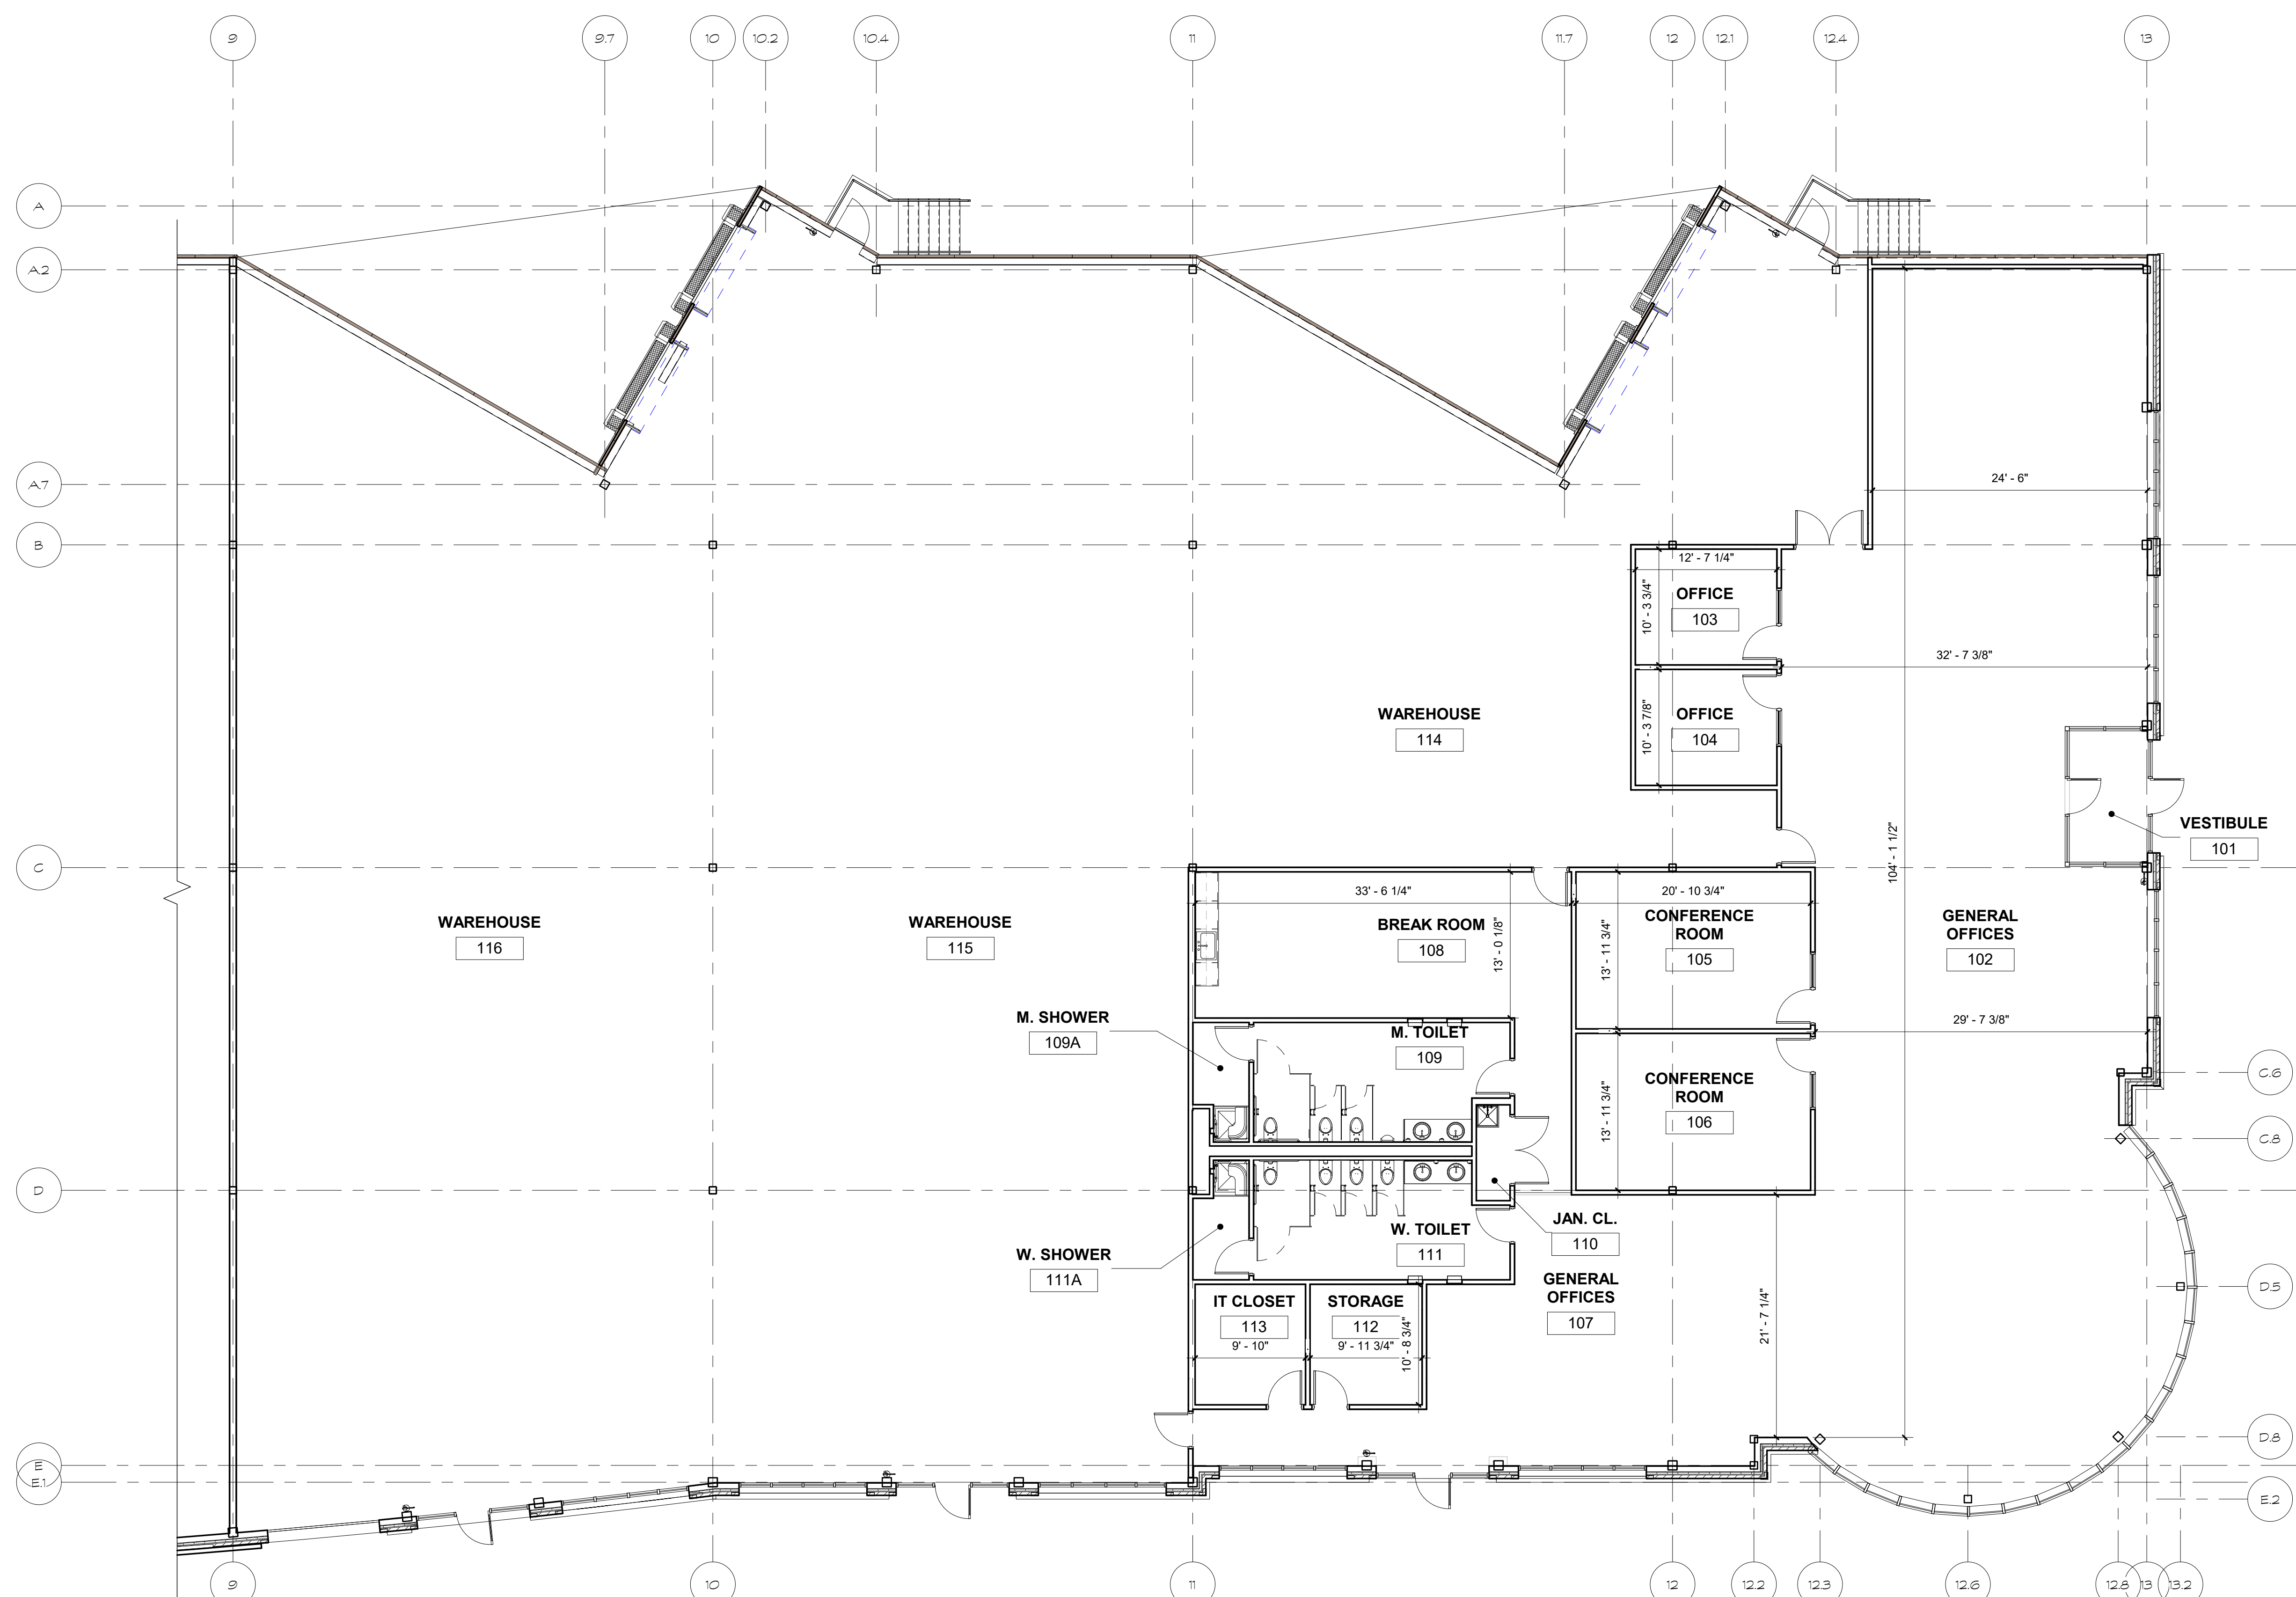 9
9.7
10
10.2
10.4
11
11.7
12
12.1
12.4
13
A
A.2
A.7
B
24' - 6"
12' - 7 1/4"
10' - 3 3/4"
OFFICE
103
32' - 7 3/8"
10' - 3 7/8"
OFFICE
104
WAREHOUSE
114
VESTIBULE
101
104' - 1 1/2"
C
33' - 6 1/4"
20' - 10 3/4"
WAREHOUSE
116
WAREHOUSE
115
BREAK ROOM
108
13' - 0 1/8"
13' - 11 3/4"
CONFERENCE
ROOM
105
GENERAL
OFFICES
102
M. SHOWER
109A
M. TOILET
109
29' - 7 3/8"
C.6
CONFERENCE
ROOM
106
13' - 11 3/4"
C.8
D
W. SHOWER
111A
W. TOILET
111
JAN. CL.
110
D.5
GENERAL
OFFICES
107
IT CLOSET
113
9' - 10"
STORAGE
112
9' - 11 3/4"
10' - 8 3/4"
21' - 7 1/4"
D.8
E
E.1
E.2
9
10
11
12
12.2
12.3
12.6
12.8
13
13.2